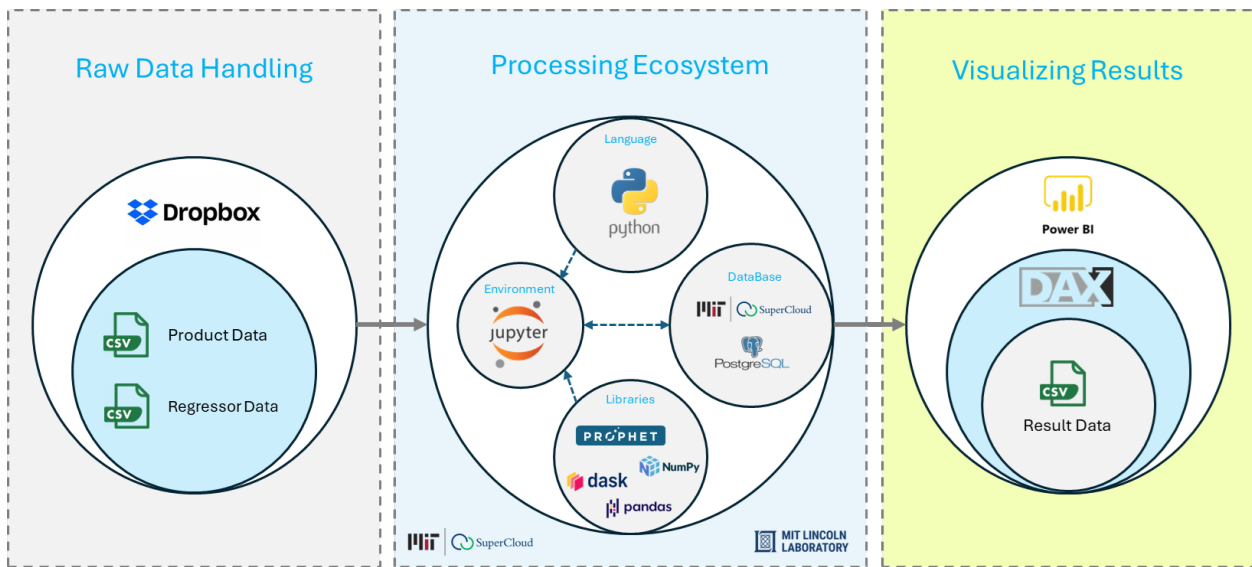 Raw Data Handling
Dropbox
CSV
Product Data
CSV
Regressor Data
Processing Ecosystem
Language
python
Environment
jupyter
DataBase
MIT SuperCloud
PostgreSQL
Libraries
PROPHET
NumPy
dask
pandas
MIT SuperCloud
MIT LINCOLN
LABORATORY
Visualizing Results
Power BI
DAX
CSV
Result Data